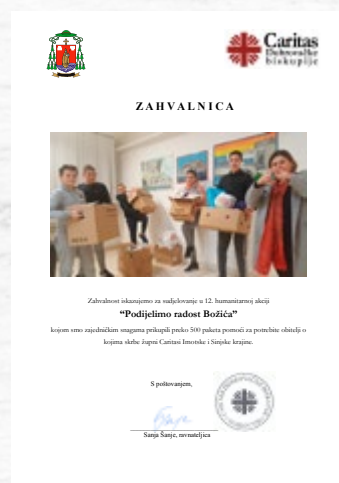 Caritas
Dubrovačke
biskupije
ZAHVALNICA
Zahvalnost iskazujemo za sudjelovanje u 12. humanitarnoj akciji
“Podijelimo radost Božića”
kojom smo zajedničkim snagama prikupili preko 500 paketa pomoći za potrebite obitelji o
kojima skrbe župni Caritasi Imotske i Sinjske krajine.
S poštovanjem,
Sanja Šanje, ravnateljica